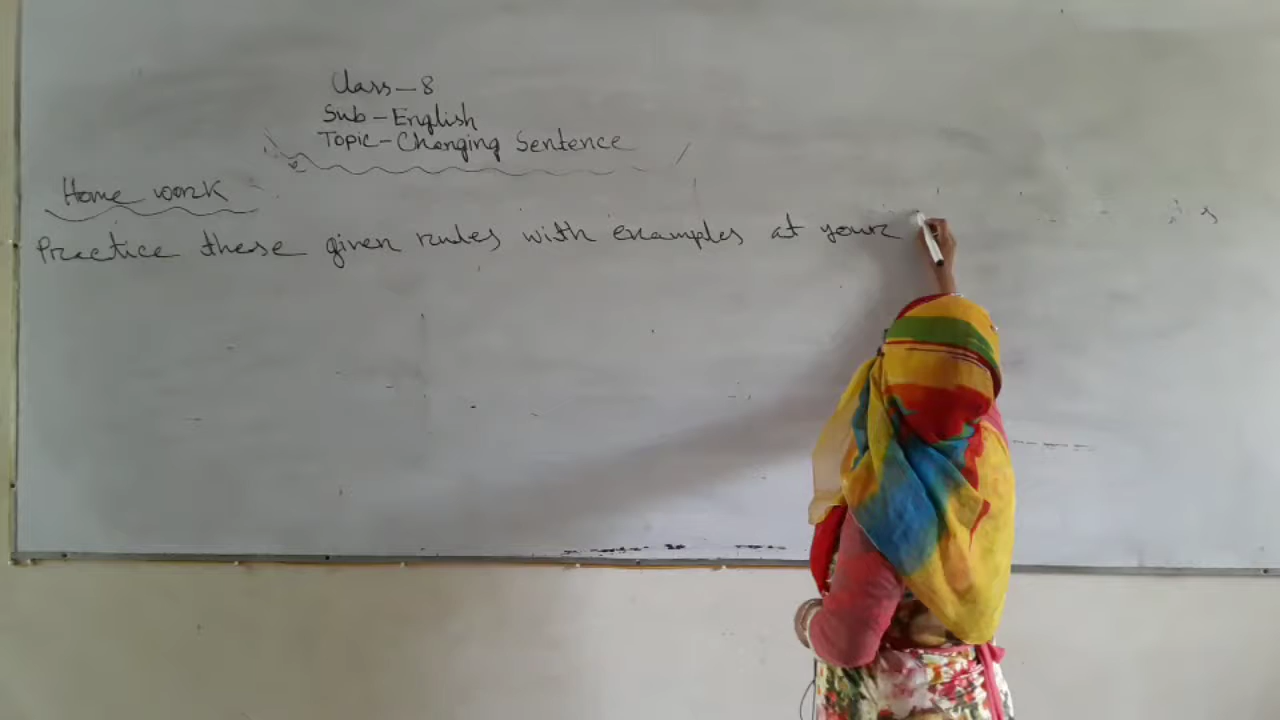 Class-8
Sub-English
Topic-Changing Sentence
Home work
Practice these given rules with examples at your